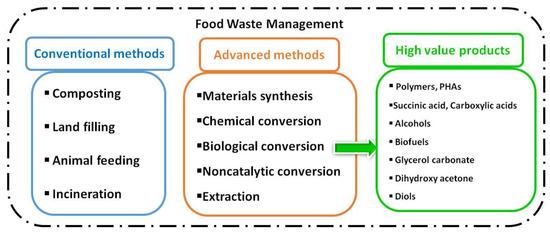 Food Waste Management
Conventional methods
▪Composting
▪Land filling
▪Animal feeding
▪Incineration
Advanced methods
▪Materials synthesis
▪Chemical conversion
▪Biological conversion
▪Noncatalytic conversion
▪Extraction
High value products
▪Polymers, PHAs
▪Succinic acid, Carboxylic acids
▪Alcohols
▪Biofuels
▪Glycerol carbonate
▪Dihydroxy acetone
▪Diols